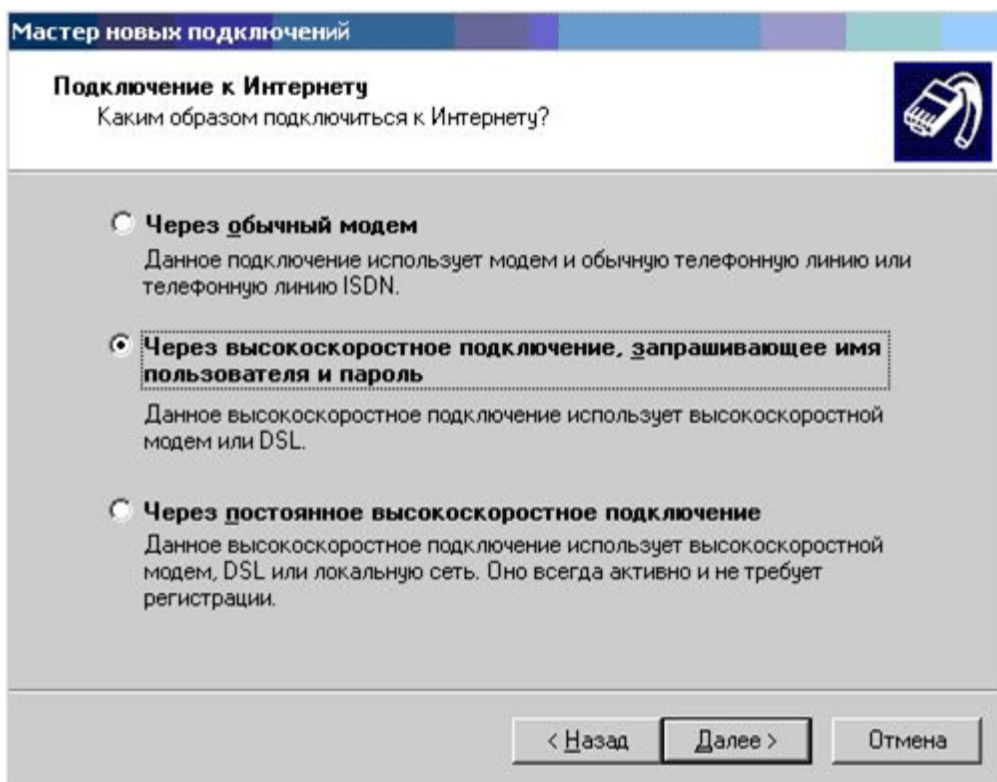 Мастер новых подключений
Подключение к Интернету
Каким образом подключиться к Интернету?
Через обычный модем
Данное подключение использует модем и обычную телефонную линию или
телефонную линию ISDN.
Через высокоскоростное подключение, запрашивающее имя
пользователя и пароль
Данное высокоскоростное подключение использует высокоскоростной
модем или DSL.
Через постоянное высокоскоростное подключение
Данное высокоскоростное подключение использует высокоскоростной
модем, DSL или локальную сеть. Оно всегда активно и не требует
регистрации.
< Назад Далее > Отмена